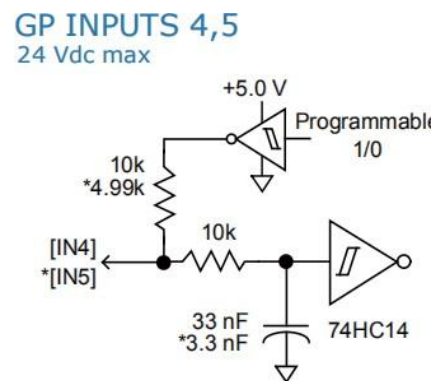 GP INPUTS 4,5
24 Vdc max
+5.0 V
Programmable
1/0
10k
*4.99k
10k
[IN4]
*[IN5]
33 nF
*3.3 nF
74HC14